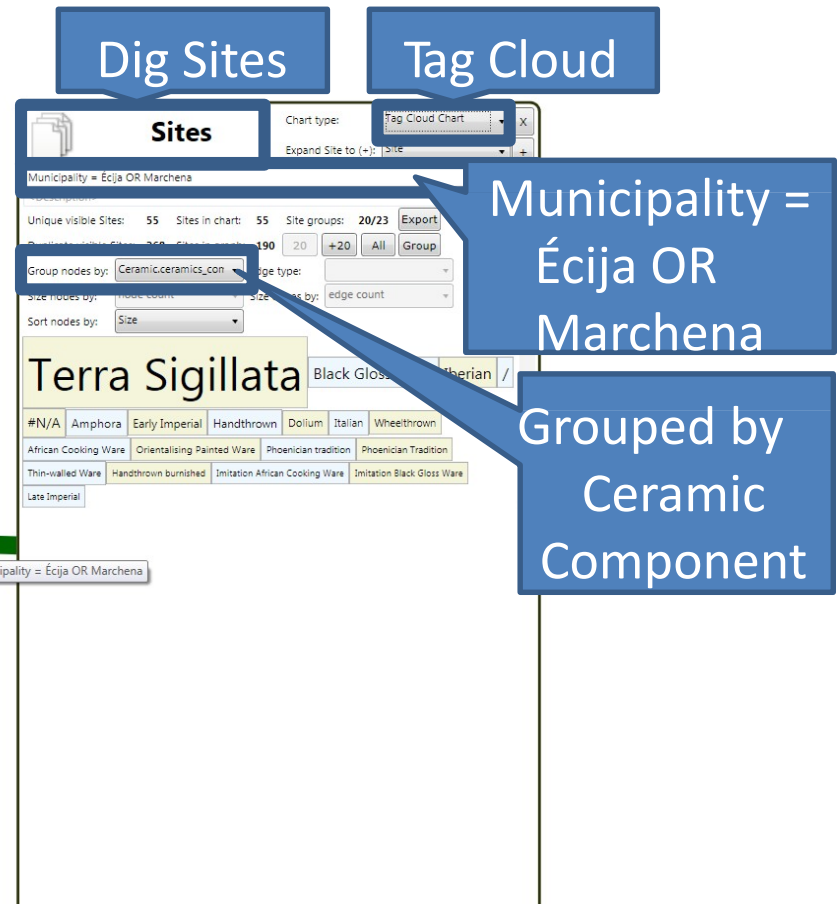 Dig Sites
Tag Cloud
Sites
Chart type: Tag Cloud Chart X
Expand Site to (+): Site +
Municipality = Écija OR Marchena
Municipality =
Écija OR
Marchena
Unique visible Sites: 55 Sites in chart: 55 Site groups: 20/23 Export
190 20 +20 All Group
Group nodes by: Ceramic.ceramics_con type:
Size nodes by: node count by: edge count
Sort nodes by: Size
Terra Sigillata Black Gloss Iberian /
#N/A Amphora Early Imperial Handthrown Dolium Italian Wheelthrown
African Cooking Ware Orientalising Painted Ware Phoenician tradition Phoenician Tradition
Thin-walled Ware Handthrown burnished Imitation African Cooking Ware Imitation Black Gloss Ware
Late Imperial
Grouped by
Ceramic
Component
ipality = Écija OR Marchena